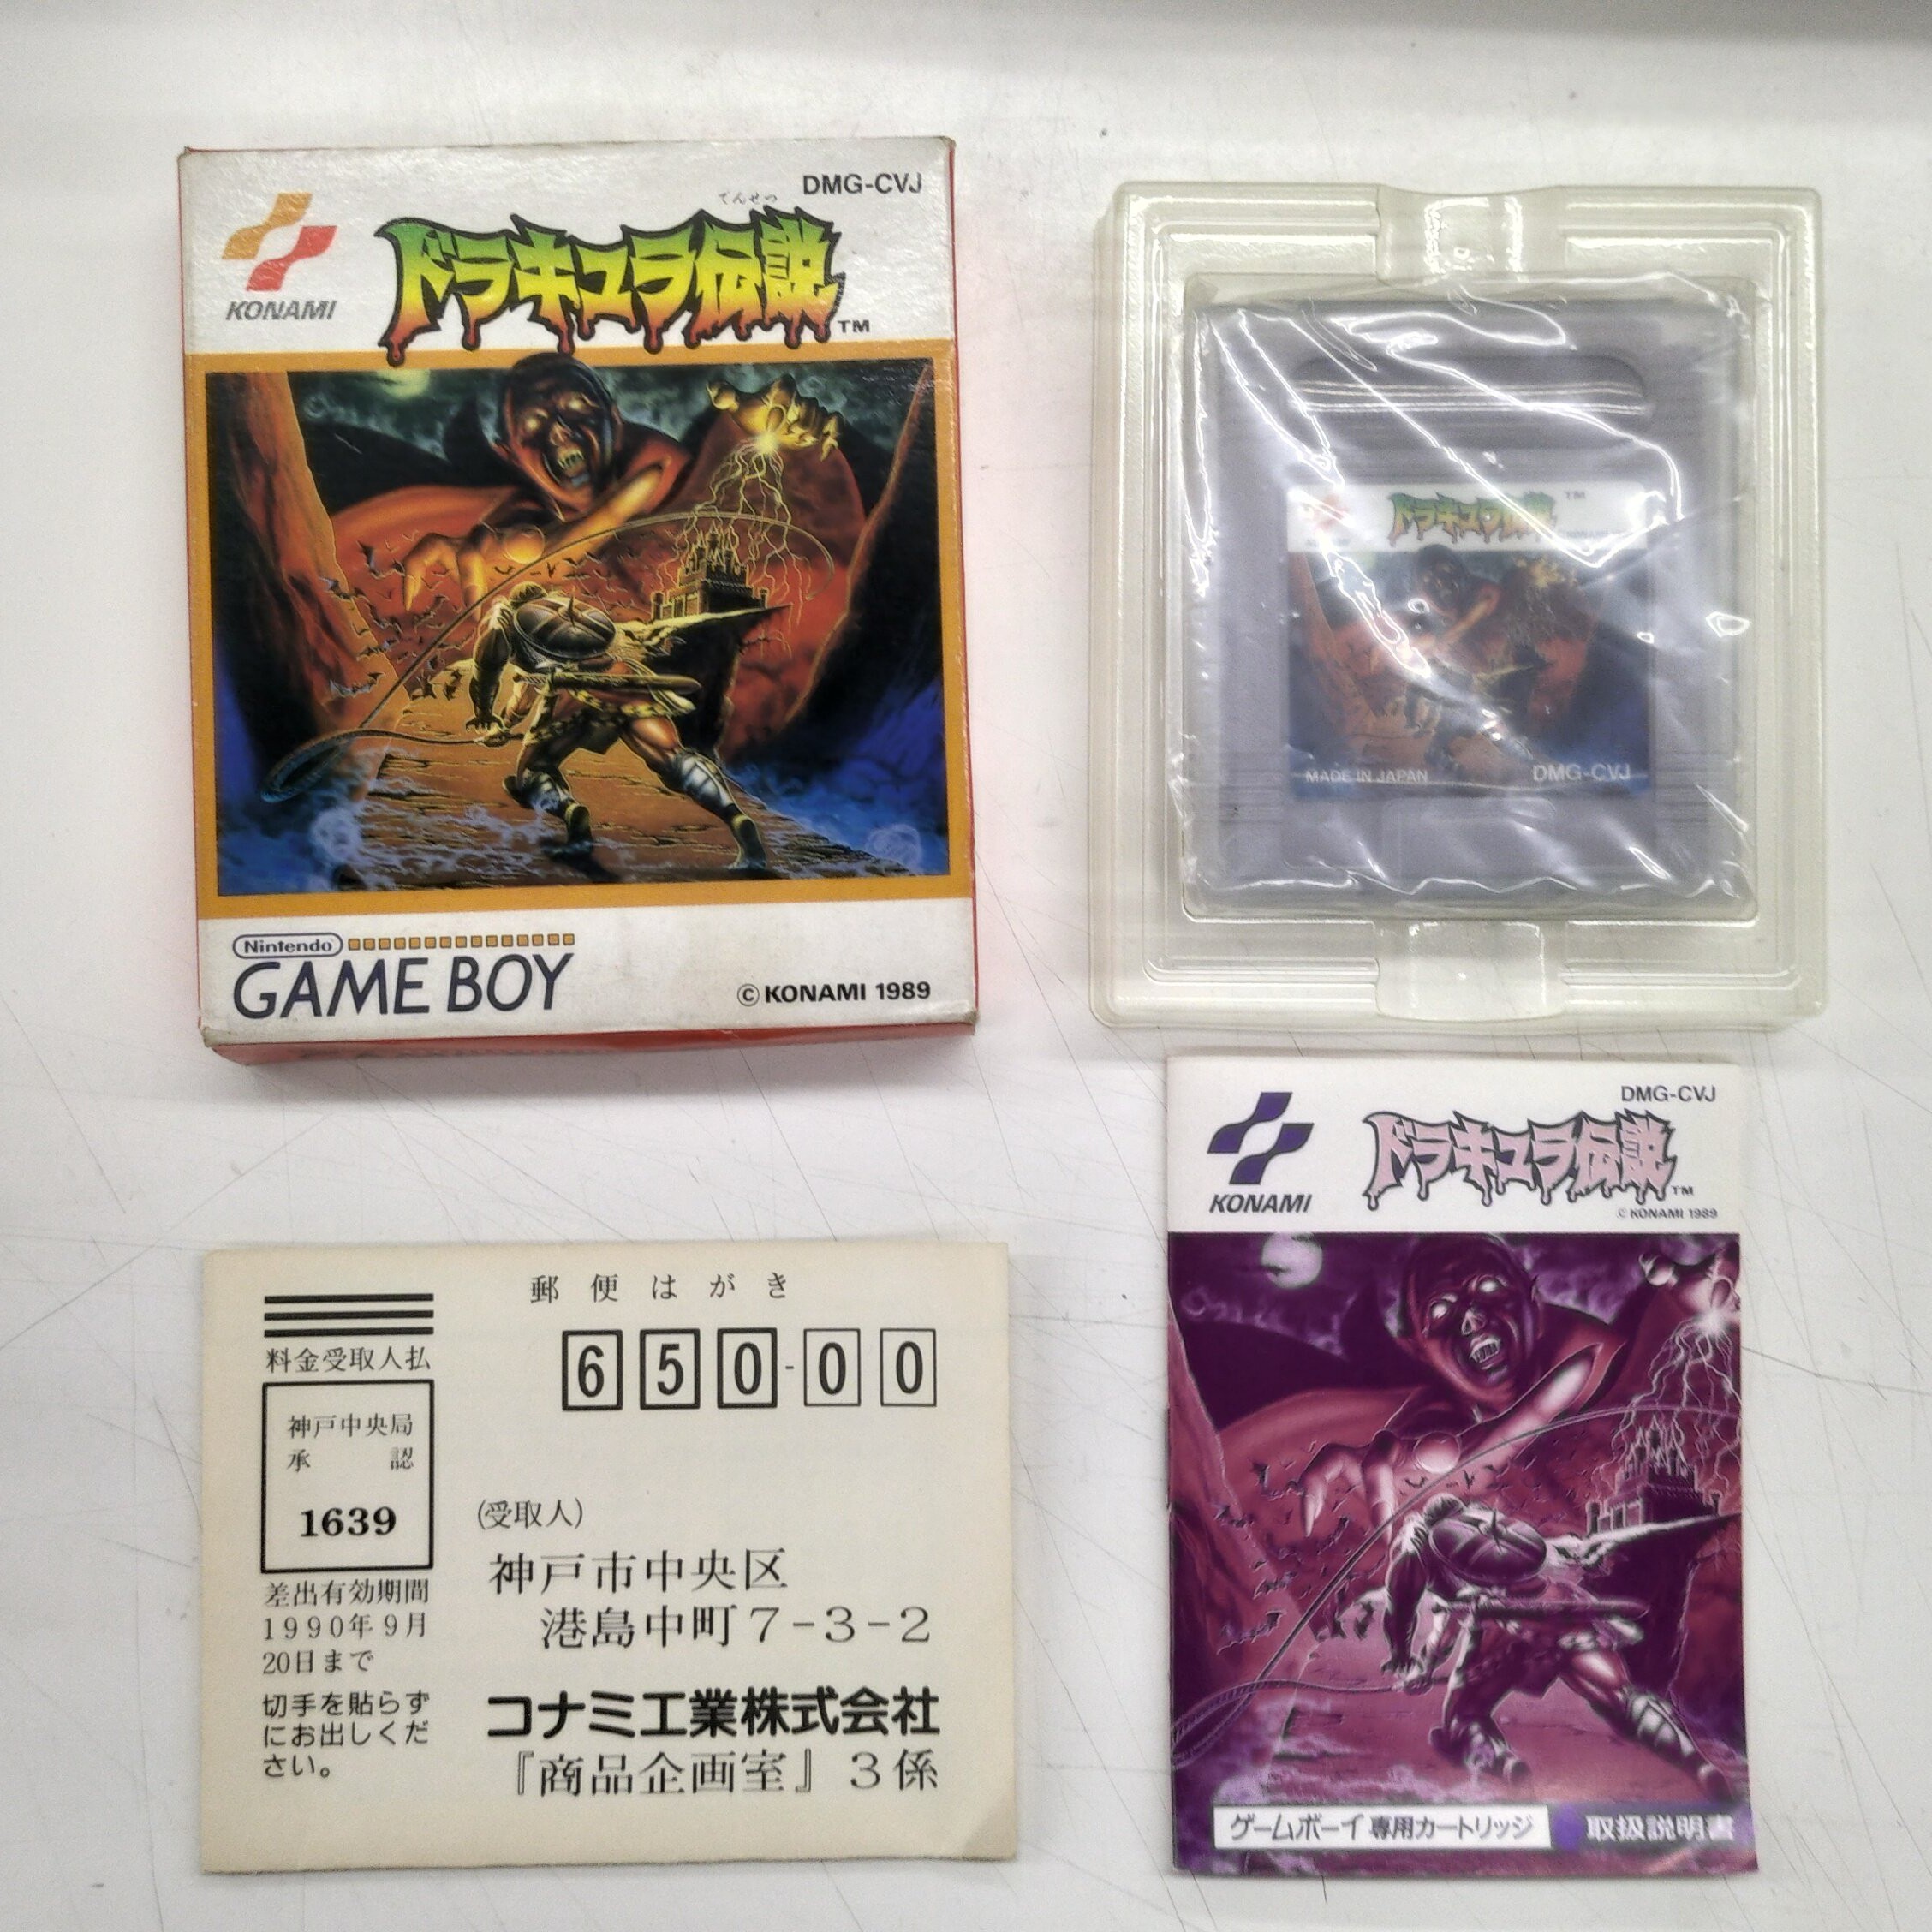 DMG-CVJ
KONAMI
でんせつ
ドラキュラ伝説
TM
Nintendo
GAME BOY
© KONAMI 1989
ドラキュラ伝説
TM
MADE IN JAPAN
DMG-CVJ
DMG-CVJ
KONAMI
ドラキュラ伝説
TM
© KONAMI 1989
ゲームボーイ専用カートリッジ
取扱説明書
郵便はがき
650-00
料金受取人払
神戸中央局
承認
1639
差出有効期間
1990年9月
20日まで
切手を貼らず
にお出しくだ
さい。
(受取人)
神戸市中央区
港島中町7-3-2
コナミ工業株式会社
『商品企画室』3係